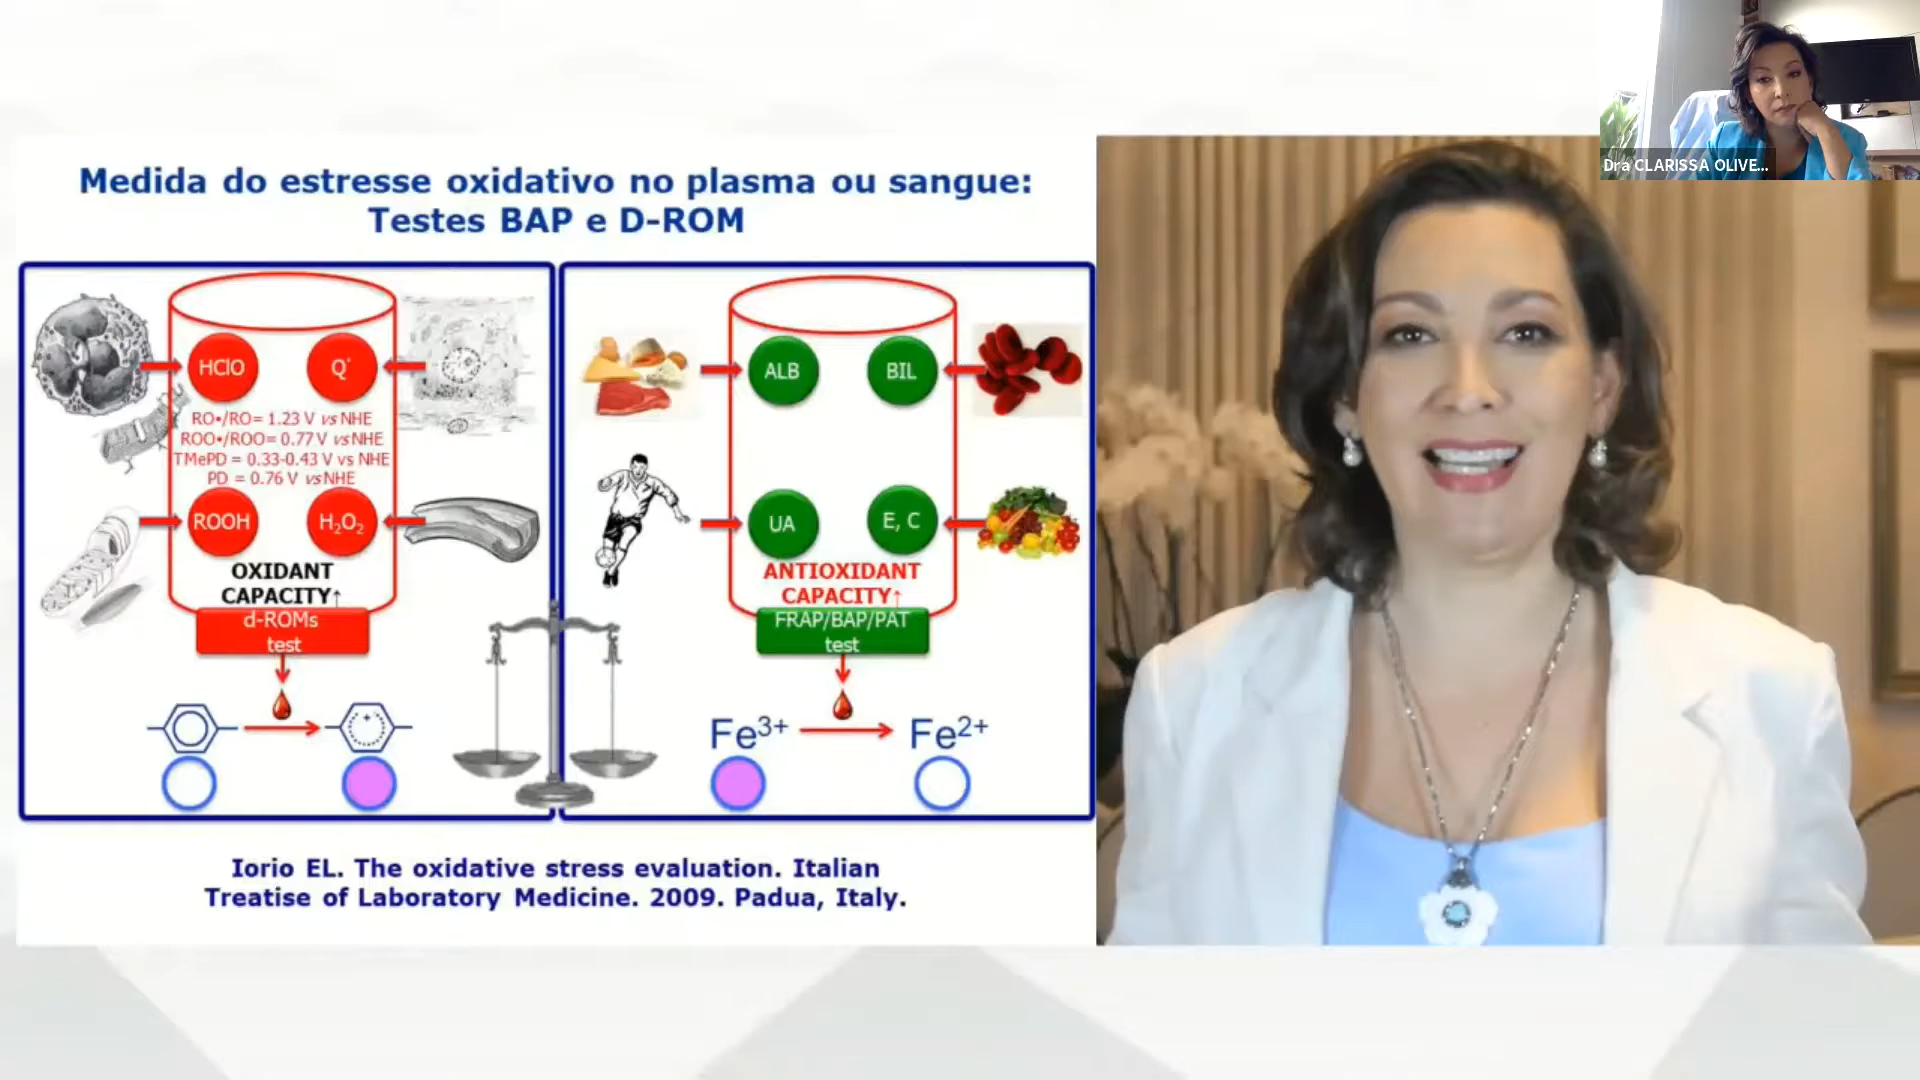 Dra CLARISSA OLIVE...
Medida do estresse oxidativo no plasma ou sangue:
Testes BAP e D-ROM
HClO
Q•
RO•/RO= 1.23 V vs NHE
ROO•/ROO= 0.77 V vs NHE
TMePD = 0.33-0.43 V vs NHE
PD = 0.76 V vs NHE
ROOH
H₂O₂
OXIDANT
CAPACITY↑
d-ROMs
test
ALB
BIL
UA
E, C
ANTIOXIDANT
CAPACITY↑
FRAP/BAP/PAT
test
Fe³⁺
Fe²⁺
Iorio EL. The oxidative stress evaluation. Italian
Treatise of Laboratory Medicine. 2009. Padua, Italy.